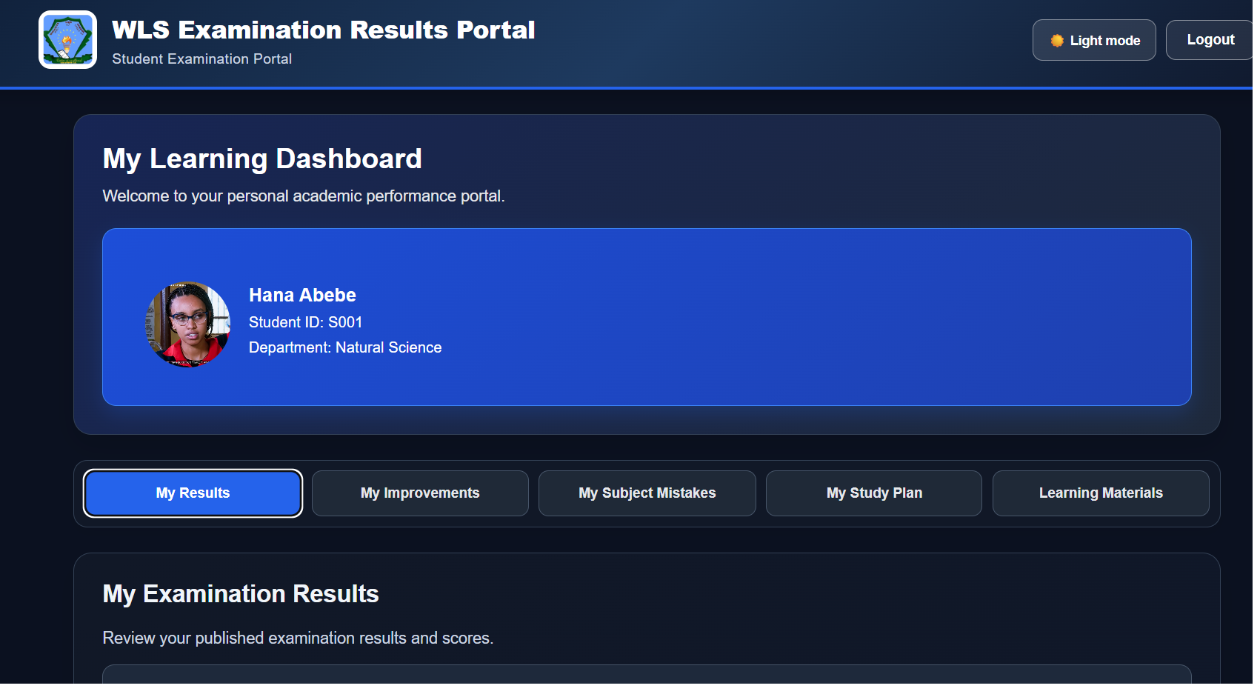 WLS Examination Results Portal
Student Examination Portal
Light mode
Logout
My Learning Dashboard
Welcome to your personal academic performance portal.
Hana Abebe
Student ID: S001
Department: Natural Science
My Results
My Improvements
My Subject Mistakes
My Study Plan
Learning Materials
My Examination Results
Review your published examination results and scores.